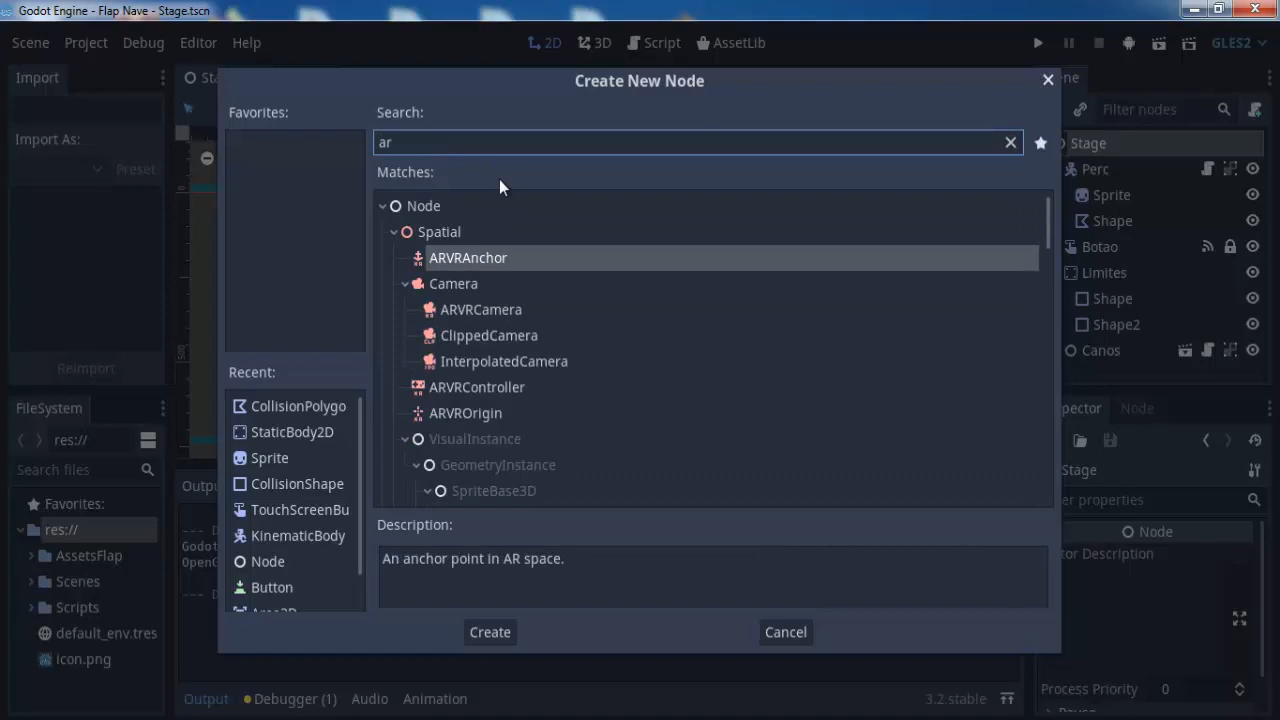 Godot Engine - Flap Nave - Stage.tscn
Scene Project Debug Editor Help
2D 3D Script AssetLib
GLES2
Import
Import As:
Preset
Reimport
FileSystem
res://
Search files
Favorites:
res://
AssetsFlap
Scenes
Scripts
default_env.tres
icon.png
Create New Node
Favorites:
Recent:
CollisionPolygo
StaticBody2D
Sprite
CollisionShape
TouchScreenBu
KinematicBody
Node
Button
Area2D
Search:
ar
Matches:
Node
Spatial
ARVRAnchor
Camera
ARVRCamera
ClippedCamera
InterpolatedCamera
ARVRController
ARVROrigin
VisualInstance
GeometryInstance
SpriteBase3D
Description:
An anchor point in AR space.
Create
Cancel
Output
Output Debugger (1) Audio Animation
3.2.stable
Filter nodes
Stage
Perc
Sprite
Shape
Botao
Limites
Shape
Shape2
Canos
Node
Stage
Node
Process Priority 0